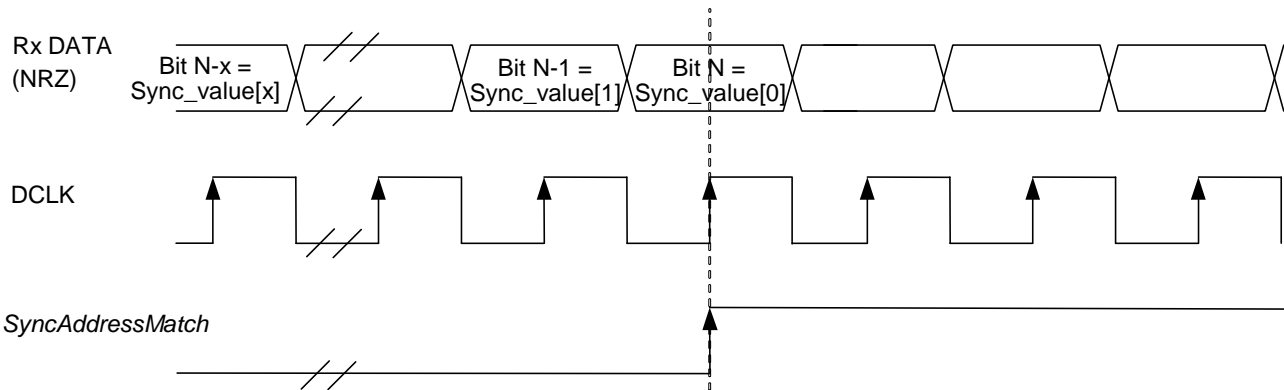 Rx DATA
(NRZ)
Bit N-x =
Sync_value[x]
Bit N-1 =
Sync_value[1]
Bit N =
Sync_value[0]
DCLK
SyncAddressMatch